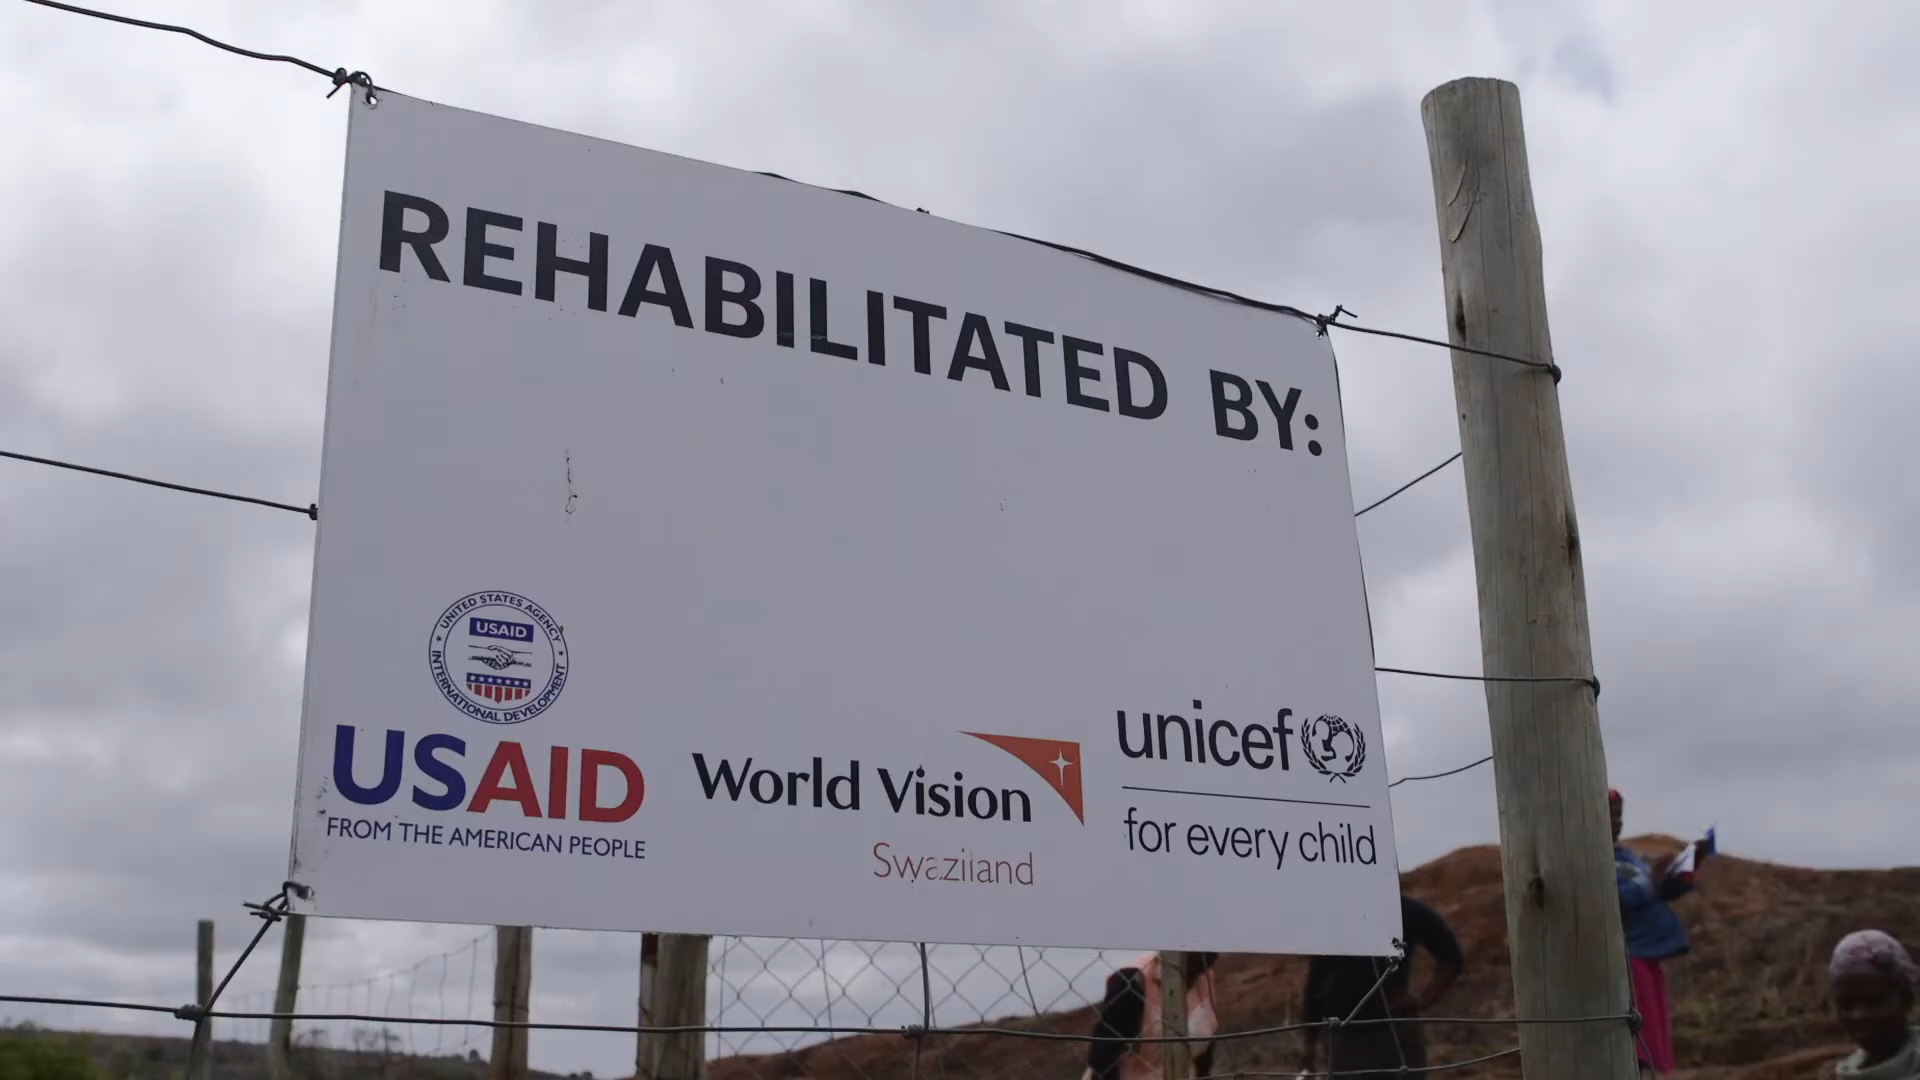 REHABILITATED BY:
UNITED STATES AGENCY
USAID
INTERNATIONAL DEVELOPMENT
USAID
FROM THE AMERICAN PEOPLE
World Vision
Swaziland
unicef
for every child